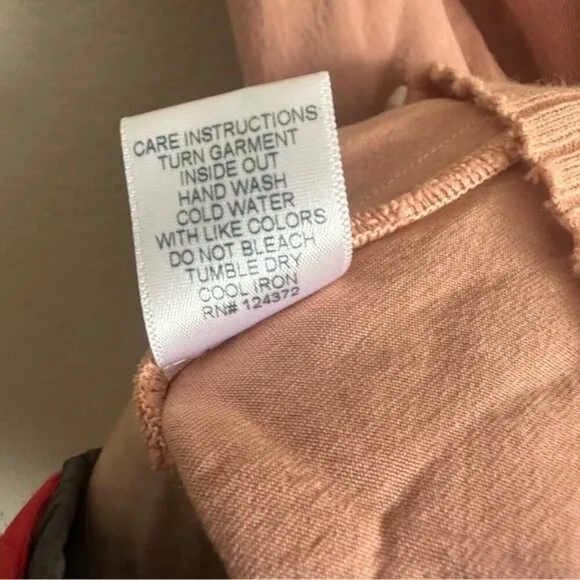 CARE INSTRUCTIONS
TURN GARMENT
INSIDE OUT
HAND WASH
COLD WATER
WITH LIKE COLORS
DO NOT BLEACH
TUMBLE DRY
COOL IRON
RN# 124372